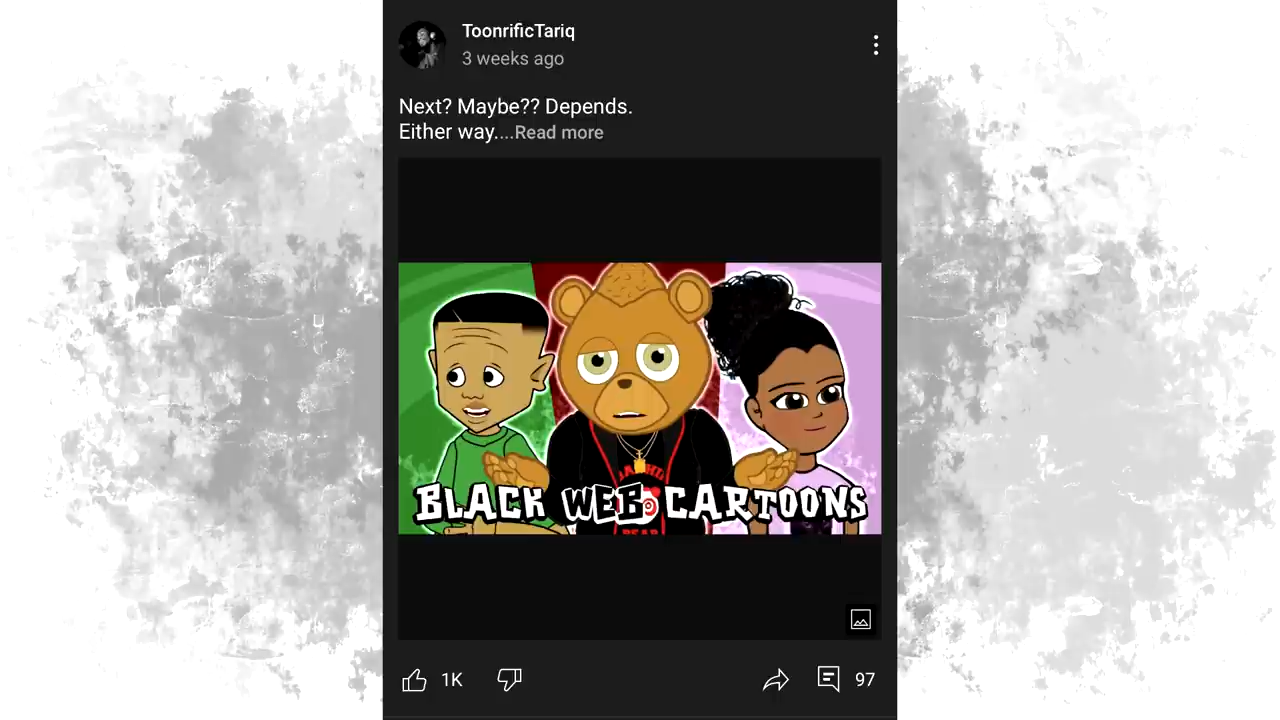 ToonrificTariq
3 weeks ago
Next? Maybe?? Depends.
Either way....Read more
BLACK WEB CARTOONS
1K
97